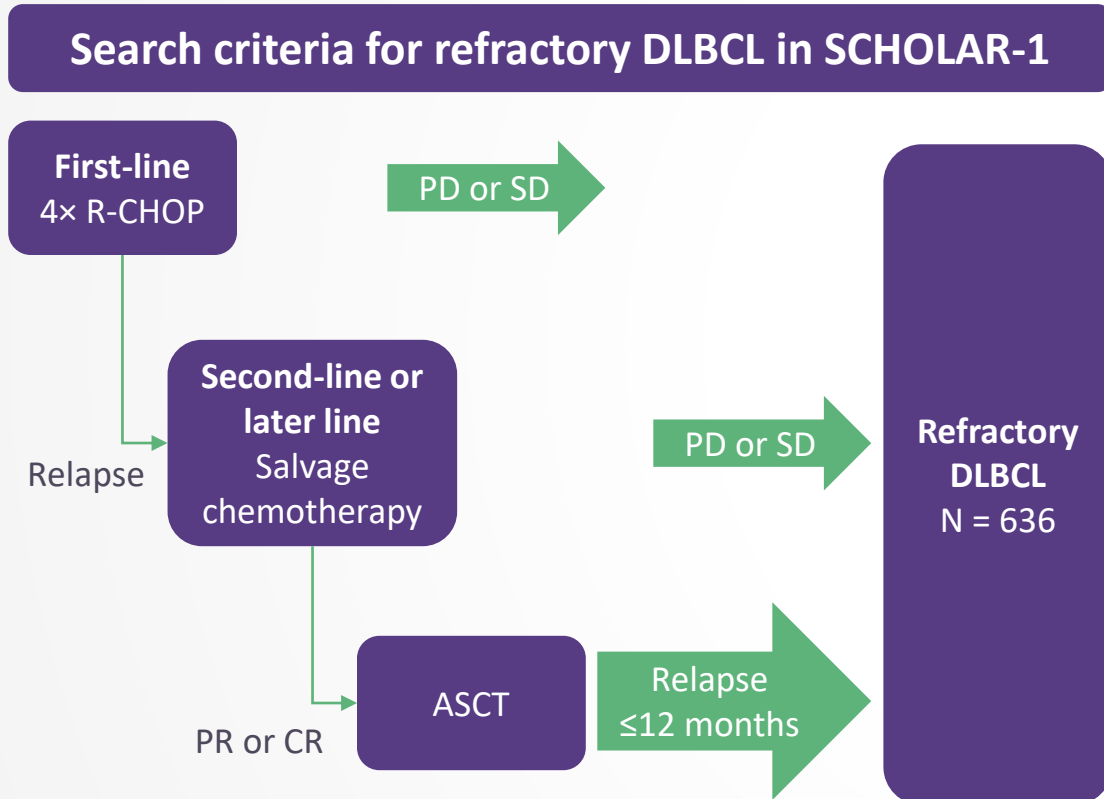 Search criteria for refractory DLBCL in SCHOLAR-1
First-line
4× R-CHOP
PD or SD
Relapse
Second-line or
later line
Salvage
chemotherapy
PD or SD
Refractory
DLBCL
N = 636
PR or CR
ASCT
Relapse
≤12 months